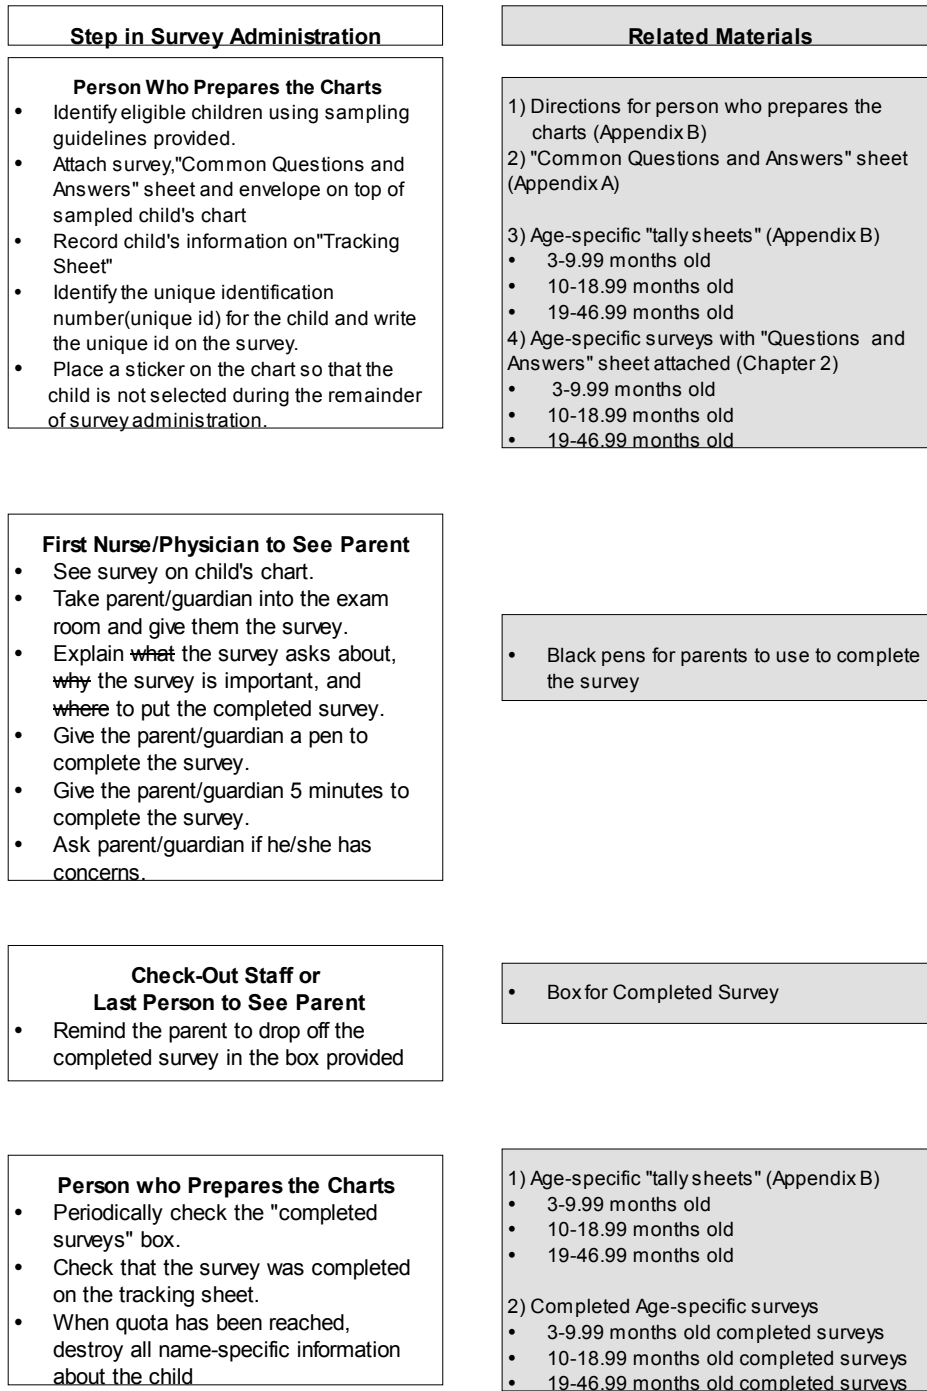 Step in Survey Administration
Related Materials
Person Who Prepares the Charts
• Identify eligible children using sampling
guidelines provided.
• Attach survey,"Common Questions and
Answers" sheet and envelope on top of
sampled child's chart
• Record child's information on"Tracking
Sheet"
• Identify the unique identification
number(unique id) for the child and write
the unique id on the survey.
• Place a sticker on the chart so that the
child is not selected during the remainder
of survey administration.
1) Directions for person who prepares the
charts (Appendix B)
2) "Common Questions and Answers" sheet
(Appendix A)
3) Age-specific "tally sheets" (Appendix B)
• 3-9.99 months old
• 10-18.99 months old
• 19-46.99 months old
4) Age-specific surveys with "Questions and
Answers" sheet attached (Chapter 2)
• 3-9.99 months old
• 10-18.99 months old
• 19-46.99 months old
First Nurse/Physician to See Parent
• See survey on child's chart.
• Take parent/guardian into the exam
room and give them the survey.
• Explain what the survey asks about,
why the survey is important, and
where to put the completed survey.
• Give the parent/guardian a pen to
complete the survey.
• Give the parent/guardian 5 minutes to
complete the survey.
• Ask parent/guardian if he/she has
concerns.
• Black pens for parents to use to complete
the survey
Check-Out Staff or
Last Person to See Parent
• Remind the parent to drop off the
completed survey in the box provided
• Box for Completed Survey
Person who Prepares the Charts
• Periodically check the "completed
surveys" box.
• Check that the survey was completed
on the tracking sheet.
• When quota has been reached,
destroy all name-specific information
about the child
1) Age-specific "tally sheets" (Appendix B)
• 3-9.99 months old
• 10-18.99 months old
• 19-46.99 months old
2) Completed Age-specific surveys
• 3-9.99 months old completed surveys
• 10-18.99 months old completed surveys
• 19-46.99 months old completed surveys